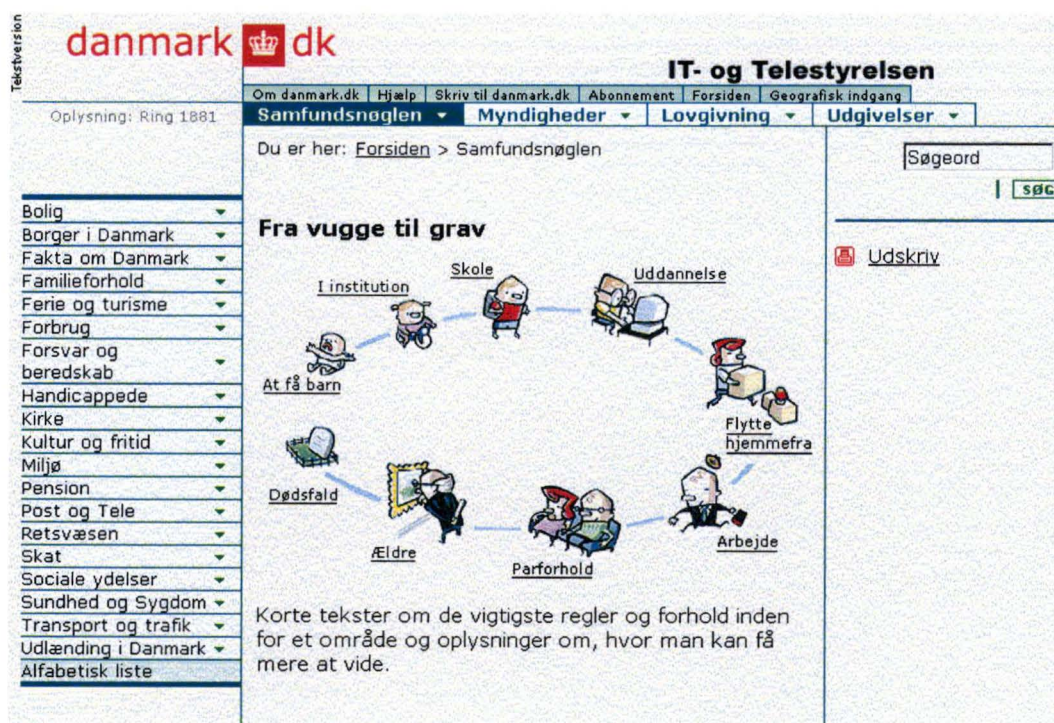 Tekstversion
danmark dk
IT- og Telestyrelsen
Om danmark.dk Hjælp Skriv til danmark.dk Abonnement Forsiden Geografisk indgang
Oplysning: Ring 1881
Samfundsnøglen Myndigheder Lovgivning Udgivelser
Du er her: Forsiden > Samfundsnøglen
Søgeord
Bolig
Borger i Danmark
Fakta om Danmark
Familieforhold
Ferie og turisme
Forbrug
Forsvar og
beredskab
Handicappede
Kirke
Kultur og fritid
Miljø
Pension
Post og Tele
Retsvæsen
Skat
Sociale ydelser
Sundhed og Sygdom
Transport og trafik
Udlænding i Danmark
Alfabetisk liste
Fra vugge til grav
At få barn
I institution
Skole
Uddannelse
Flytte
hjemmefra
Arbejde
Parforhold
Ældre
Dødsfald
Korte tekster om de vigtigste regler og forhold inden
for et område og oplysninger om, hvor man kan få
mere at vide.
Udskriv